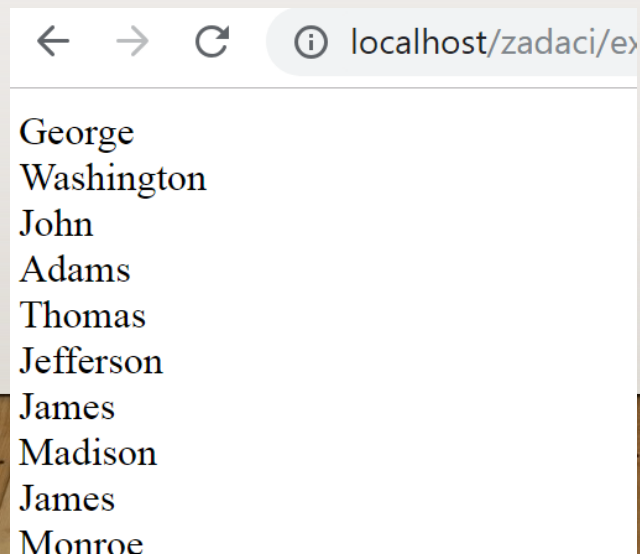 localhost/zadaci/ex
George
Washington
John
Adams
Thomas
Jefferson
James
Madison
James
Monroe